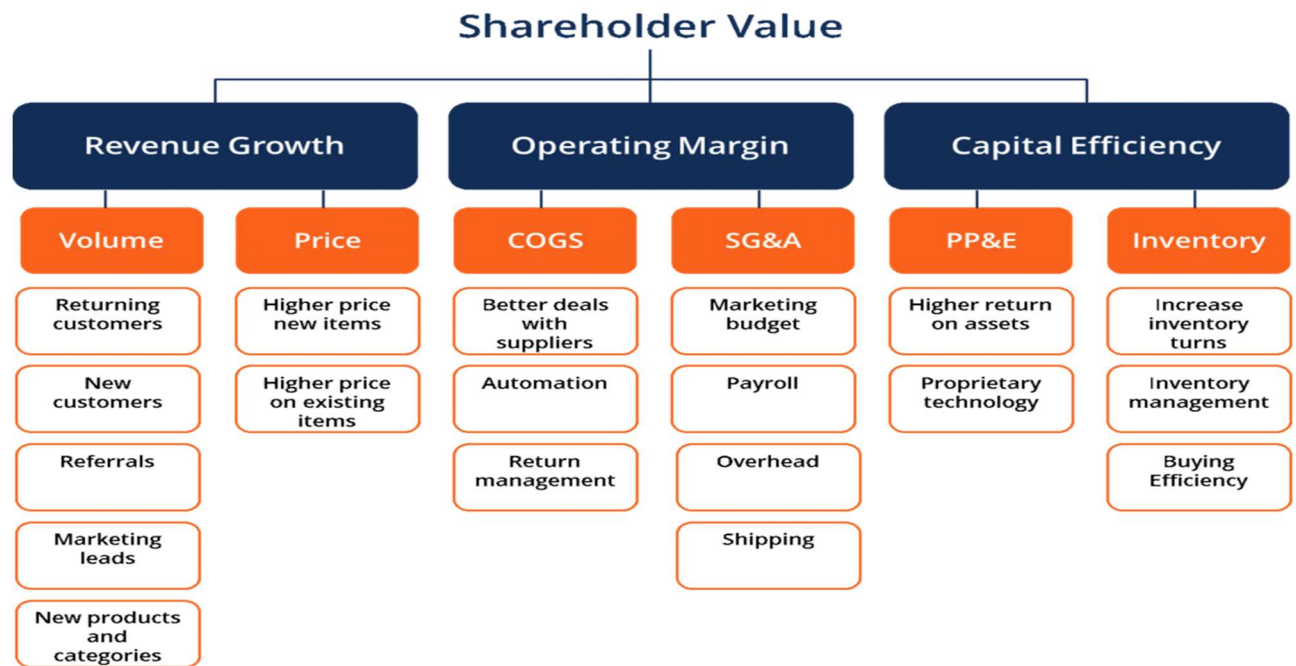 Shareholder Value
Revenue Growth
Operating Margin
Capital Efficiency
Volume
Price
COGS
SG&A
PP&E
Inventory
Returning
customers
New
customers
Referrals
Marketing
leads
New products
and
categories
Higher price
new items
Higher price
on existing
items
Better deals
with
suppliers
Automation
Return
management
Marketing
budget
Payroll
Overhead
Shipping
Higher return
on assets
Proprietary
technology
Increase
inventory
turns
Inventory
management
Buying
Efficiency